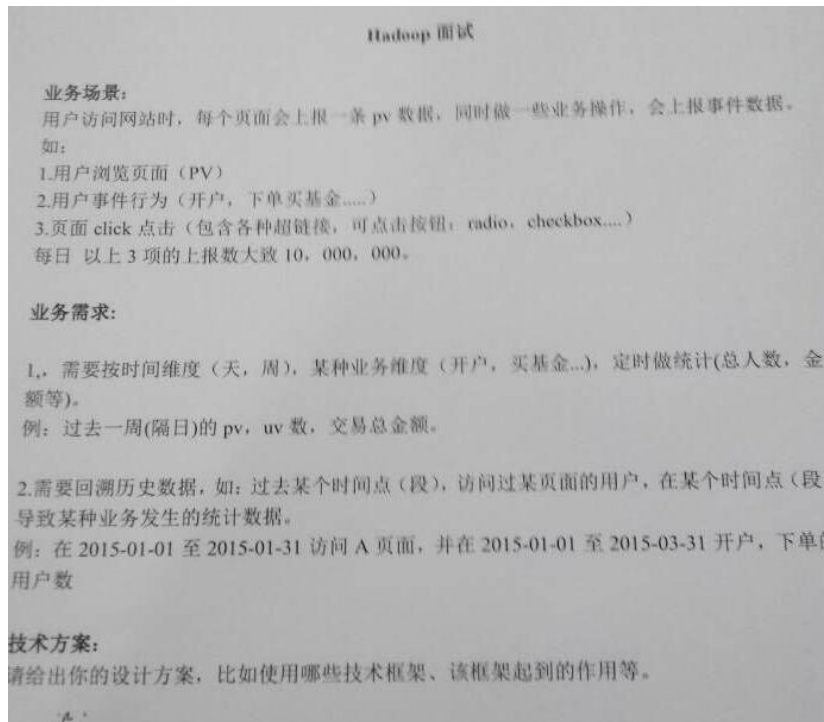 Hadoop 面试
业务场景：
用户访问网站时，每个页面会上报一条 pv 数据，同时做一些业务操作，会上报事件数据。
如：
1.用户浏览页面（PV）
2.用户事件行为（开户，下单买基金.....）
3.页面 click 点击（包含各种超链接，可点击按钮：radio，checkbox....）
每日 以上 3 项的上报数大致 10，000，000。
业务需求:
1,．需要按时间维度（天，周），某种业务维度（开户，买基金...），定时做统计(总人数，金
额等)。
例：过去一周(隔日)的 pv，uv 数，交易总金额。
2.需要回溯历史数据，如：过去某个时间点（段），访问过某页面的用户，在某个时间点（段
导致某种业务发生的统计数据。
例：在 2015-01-01 至 2015-01-31 访问 A 页面，并在 2015-01-01 至 2015-03-31 开户，下单
用户数
技术方案：
请给出你的设计方案，比如使用哪些技术框架、该框架起到的作用等。